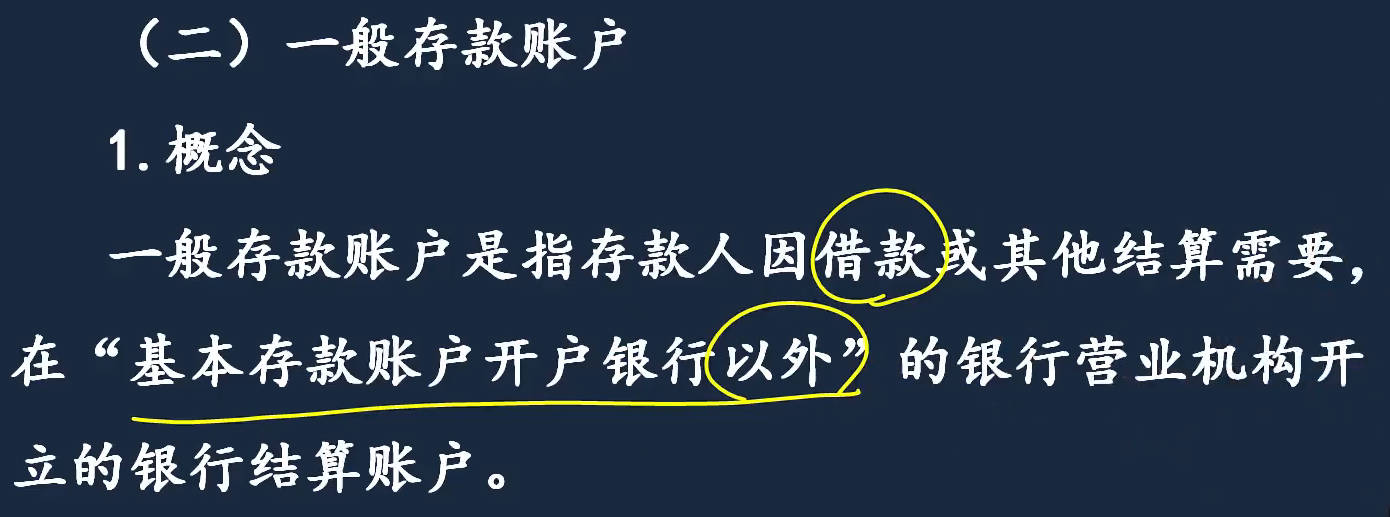 （二）一般存款账户
1.概念
一般存款账户是指存款人因借款或其他结算需要，
在“基本存款账户开户银行以外”的银行营业机构开
立的银行结算账户。